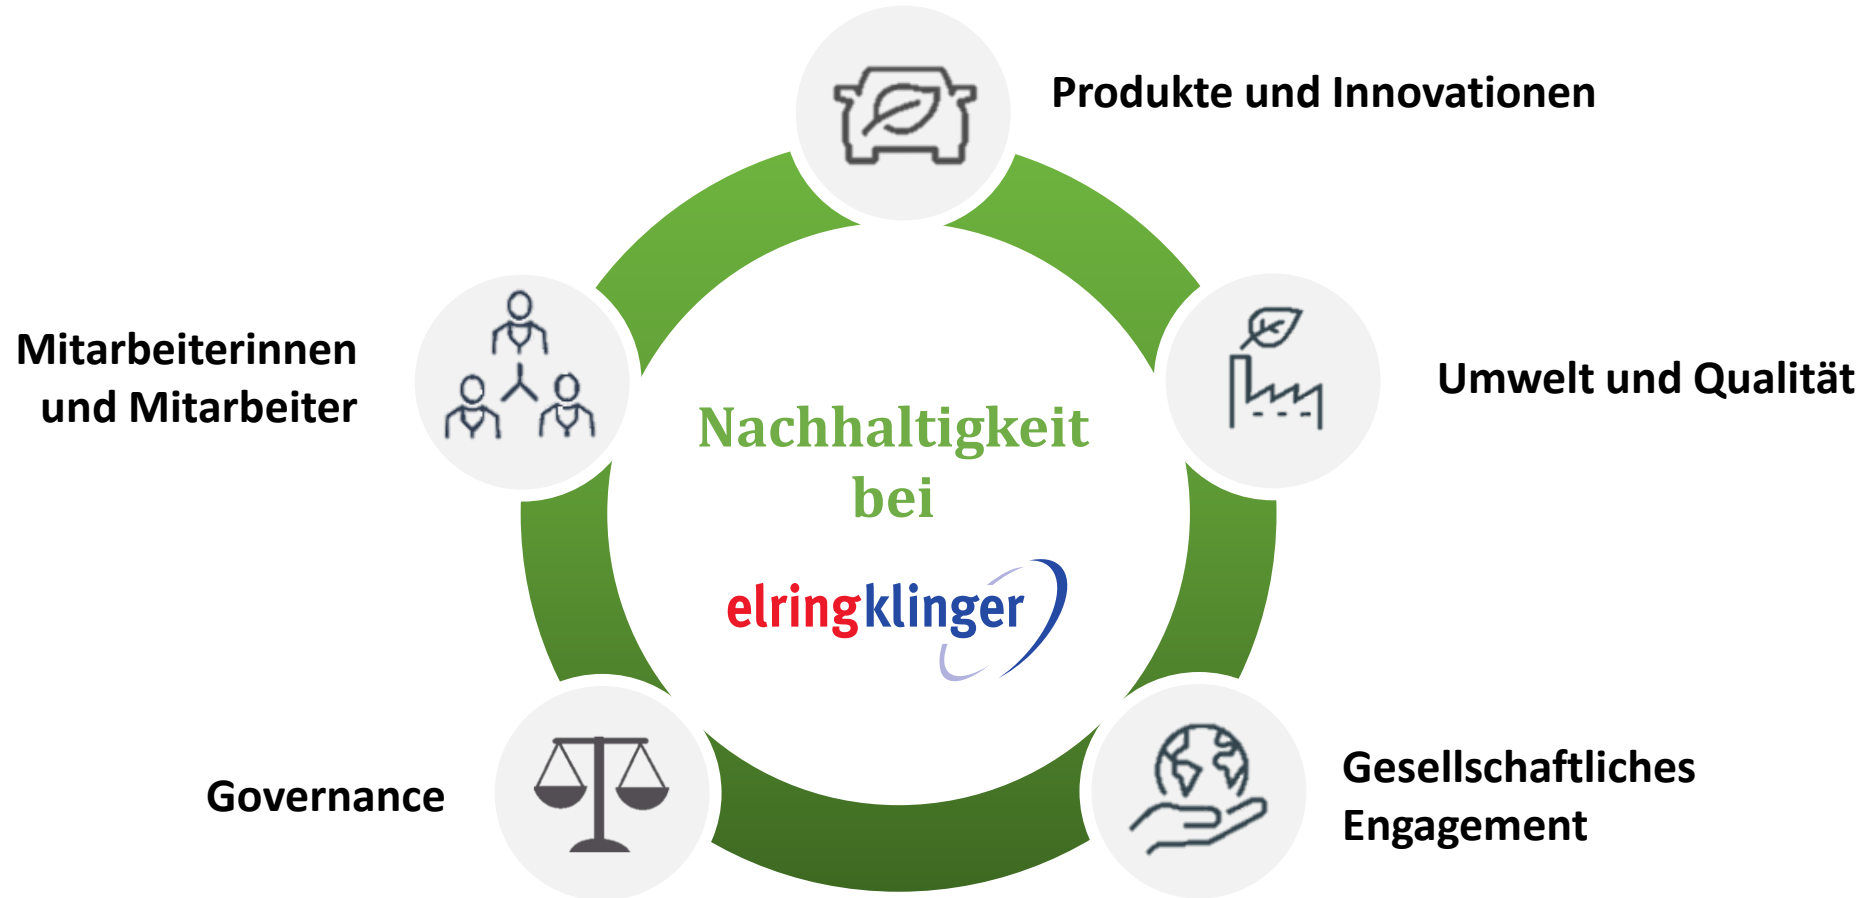 Produkte und Innovationen
Mitarbeiterinnen
und Mitarbeiter
Umwelt und Qualität
Nachhaltigkeit
bei
elringklinger
Governance
Gesellschaftliches
Engagement